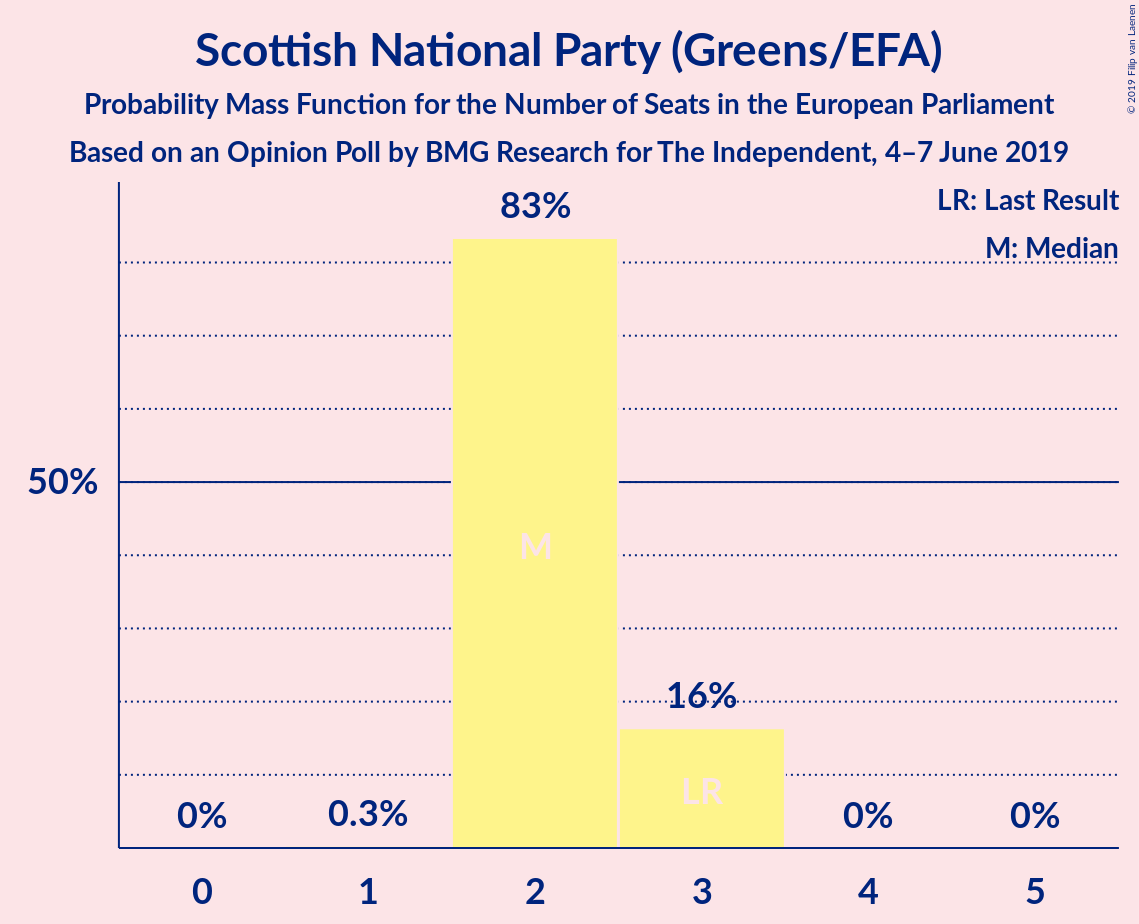 Scottish National Party (Greens/EFA)
Probability Mass Function for the Number of Seats in the European Parliament
Based on an Opinion Poll by BMG Research for The Independent, 4–7 June 2019
© 2019 Filip van Laenen
LR: Last Result
M: Median
83%
50%
M
16%
LR
0%
0.3%
0%
0%
0
1
2
3
4
5